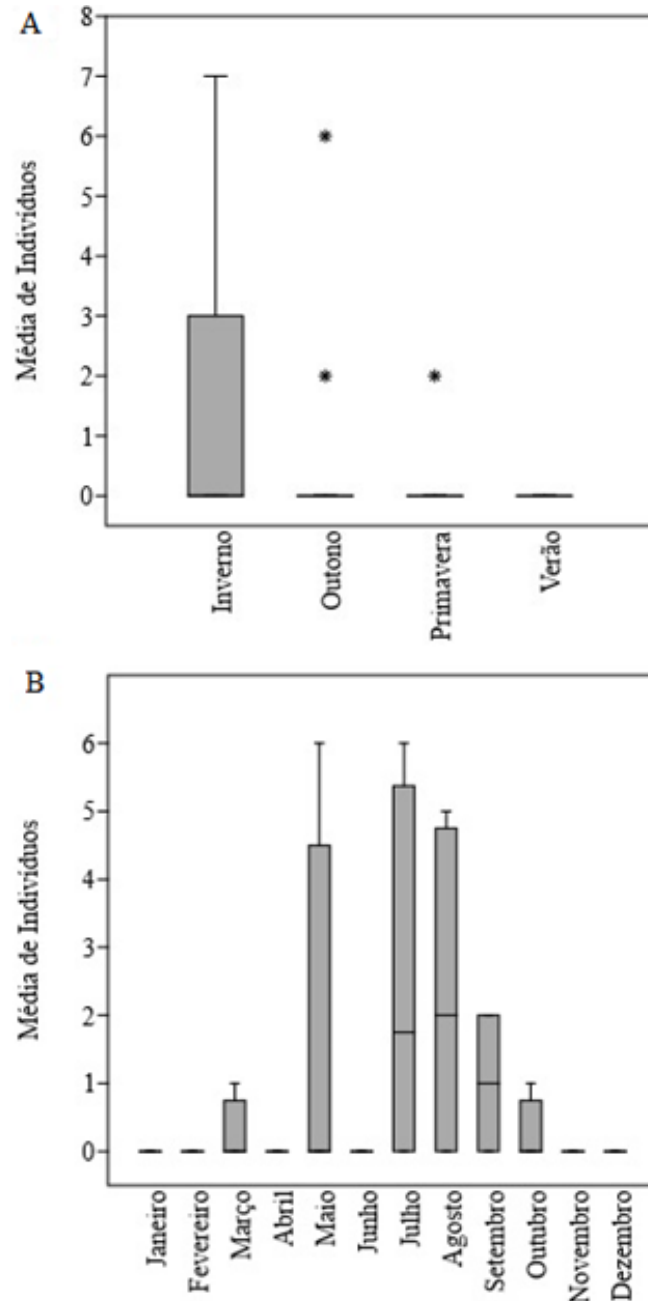 A
Média de Indivíduos
8
7
6
5
4
3
2
1
0
Inverno
Outono
Primavera
Verão
B
Média de Indivíduos
6
5
4
3
2
1
0
Janeiro
Fevereiro
Março
Abril
Maio
Junho
Julho
Agosto
Setembro
Outubro
Novembro
Dezembro